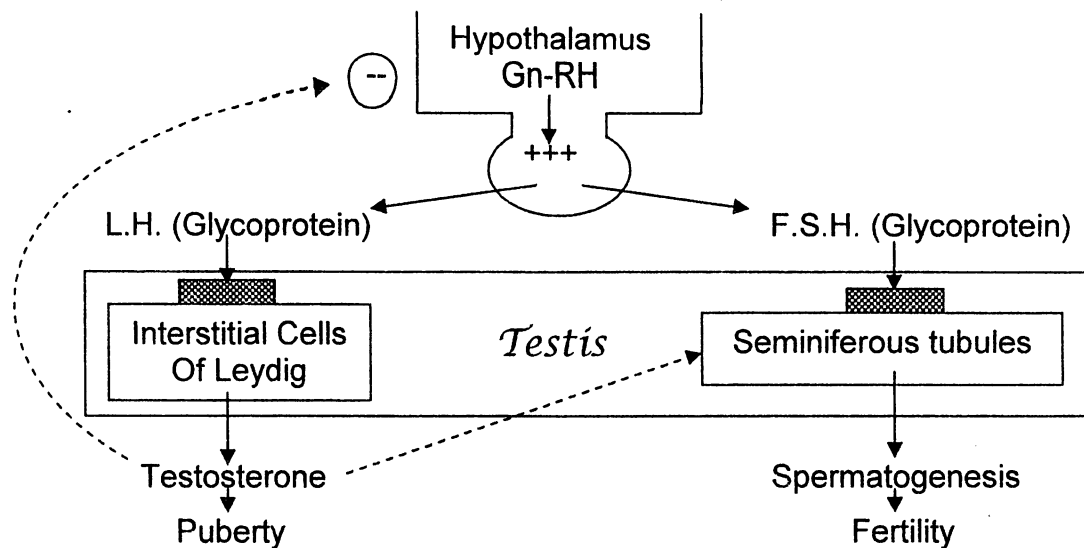 Hypothalamus
Gn-RH
--
+++
L.H. (Glycoprotein)
F.S.H. (Glycoprotein)
Interstitial Cells
Of Leydig
Testis
Seminiferous tubules
Testosterone
Spermatogenesis
Puberty
Fertility